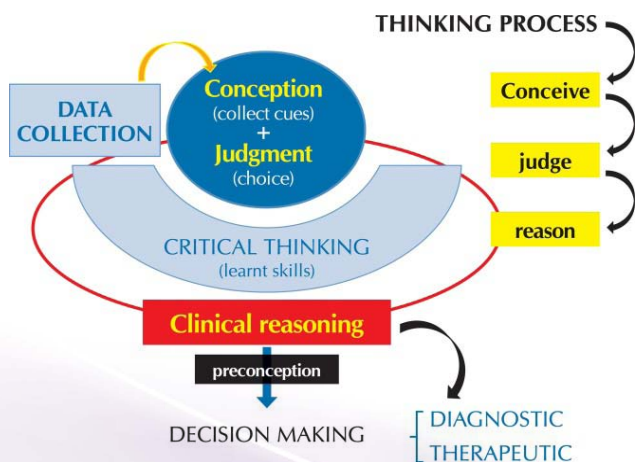 THINKING PROCESS
Conceive
judge
reason
DATA
COLLECTION
Conception
(collect cues)
+
Judgment
(choice)
CRITICAL THINKING
(learnt skills)
Clinical reasoning
preconception
DECISION MAKING
DIAGNOSTIC
THERAPEUTIC